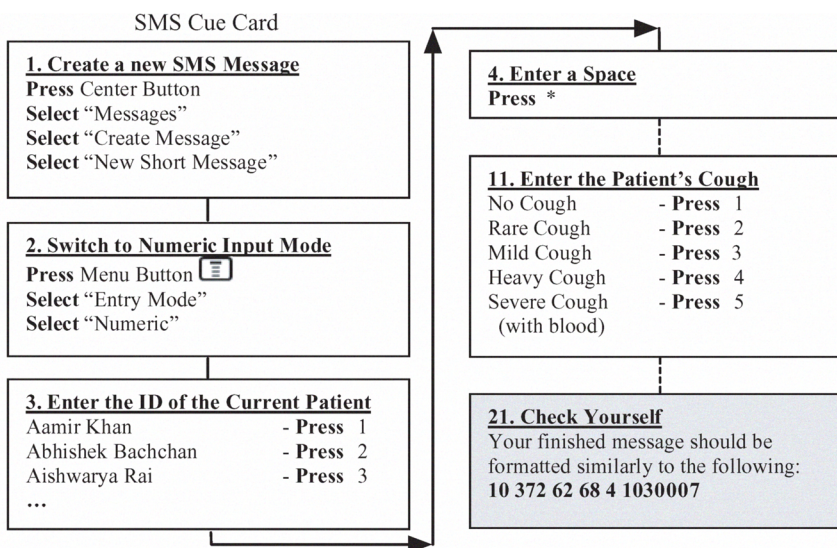 SMS Cue Card
1. Create a new SMS Message
Press Center Button
Select “Messages”
Select “Create Message”
Select “New Short Message”
2. Switch to Numeric Input Mode
Press Menu Button
Select “Entry Mode”
Select “Numeric”
3. Enter the ID of the Current Patient
Aamir Khan - Press 1
Abhishek Bachchan - Press 2
Aishwarya Rai - Press 3
...
4. Enter a Space
Press *
11. Enter the Patient’s Cough
No Cough - Press 1
Rare Cough - Press 2
Mild Cough - Press 3
Heavy Cough - Press 4
Severe Cough - Press 5
(with blood)
21. Check Yourself
Your finished message should be
formatted similarly to the following:
10 372 62 68 4 1030007